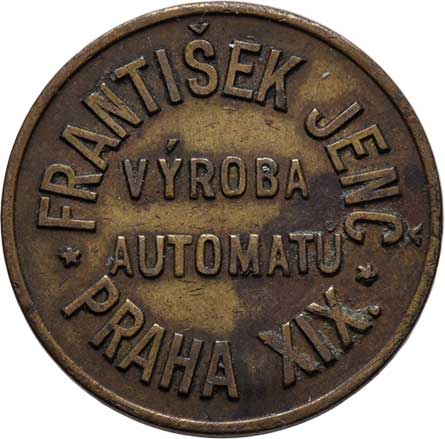 FRANTIŠEK JENČ
VÝROBA
AUTOMATŮ
* PRAHA XIX. *